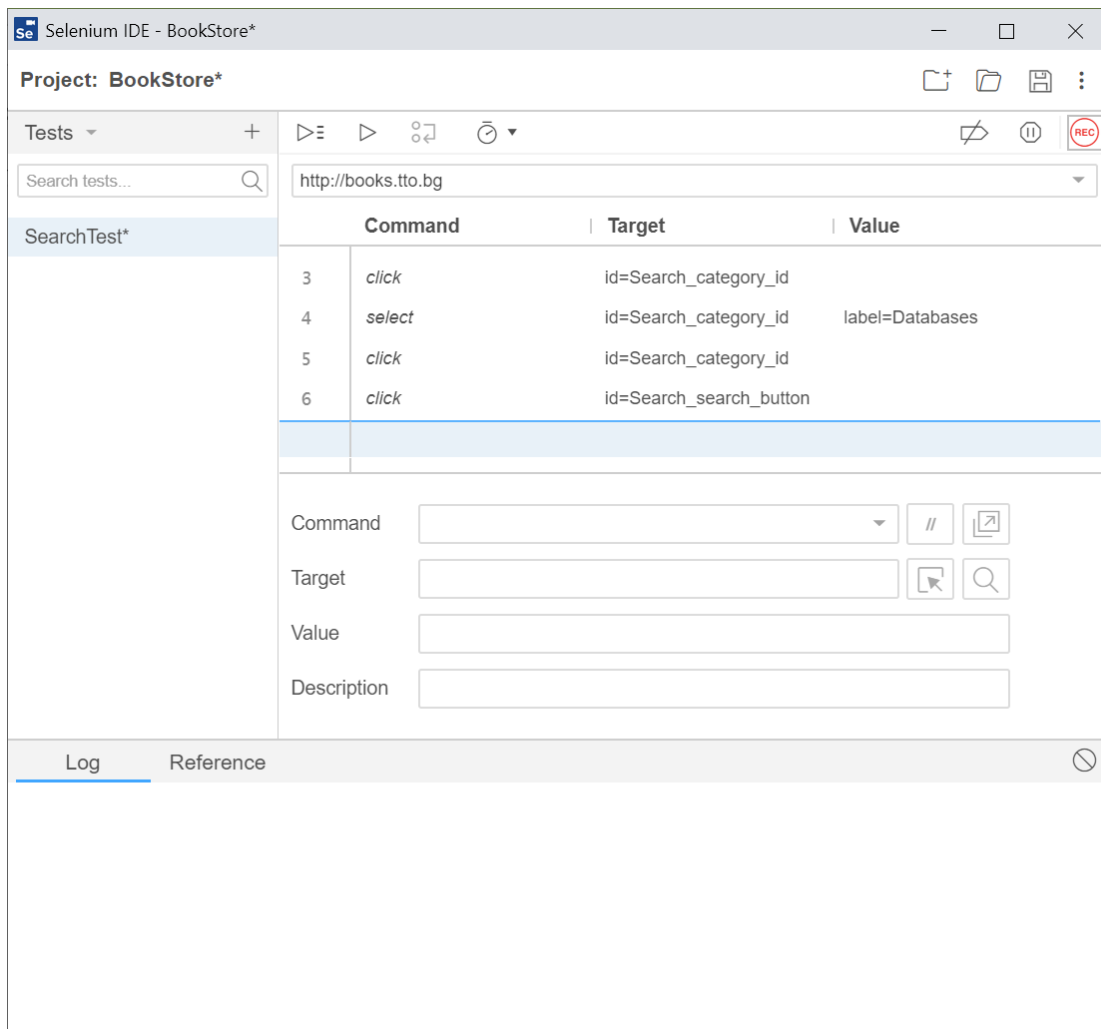 Se Selenium IDE - BookStore*
Project: BookStore*
Tests
Search tests...
SearchTest*
REC
http://books.tto.bg
Command Target Value
3 click id=Search_category_id
4 select id=Search_category_id label=Databases
5 click id=Search_category_id
6 click id=Search_search_button
Command //
Target
Value
Description
Log Reference